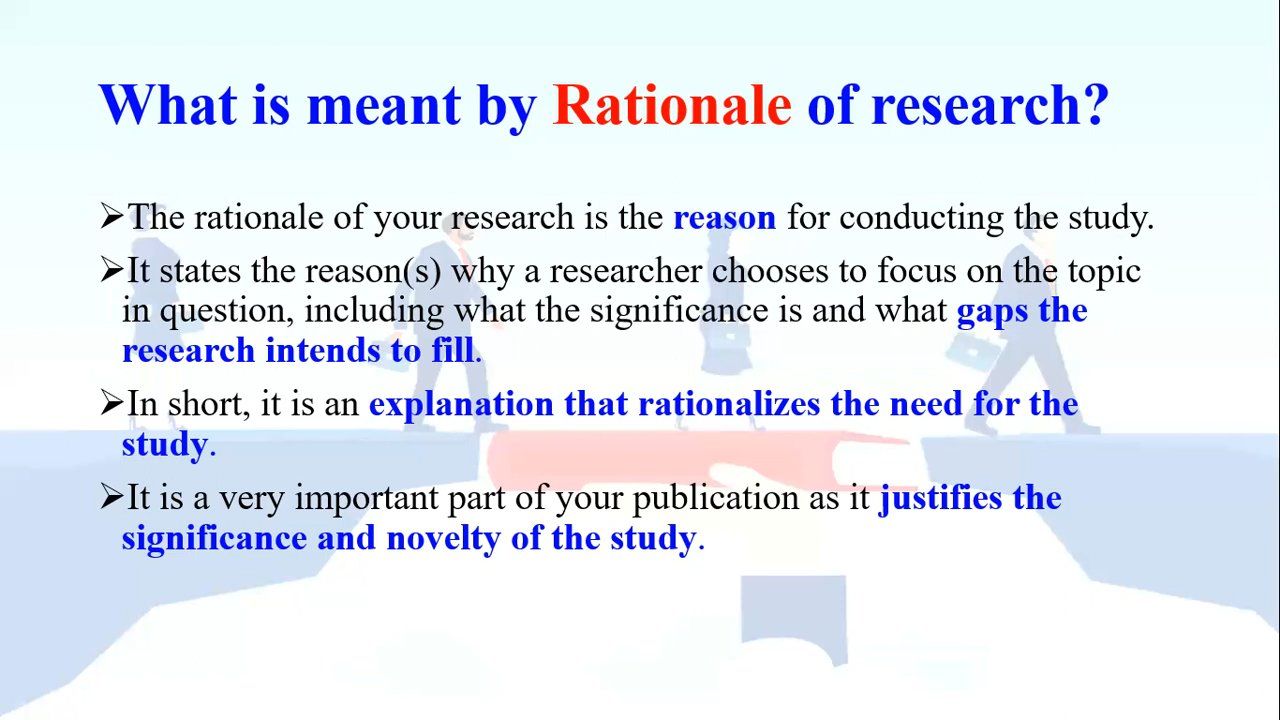 What is meant by Rationale of research?
➢The rationale of your research is the reason for conducting the study.
➢It states the reason(s) why a researcher chooses to focus on the topic
in question, including what the significance is and what gaps the
research intends to fill.
➢In short, it is an explanation that rationalizes the need for the
study.
➢It is a very important part of your publication as it justifies the
significance and novelty of the study.